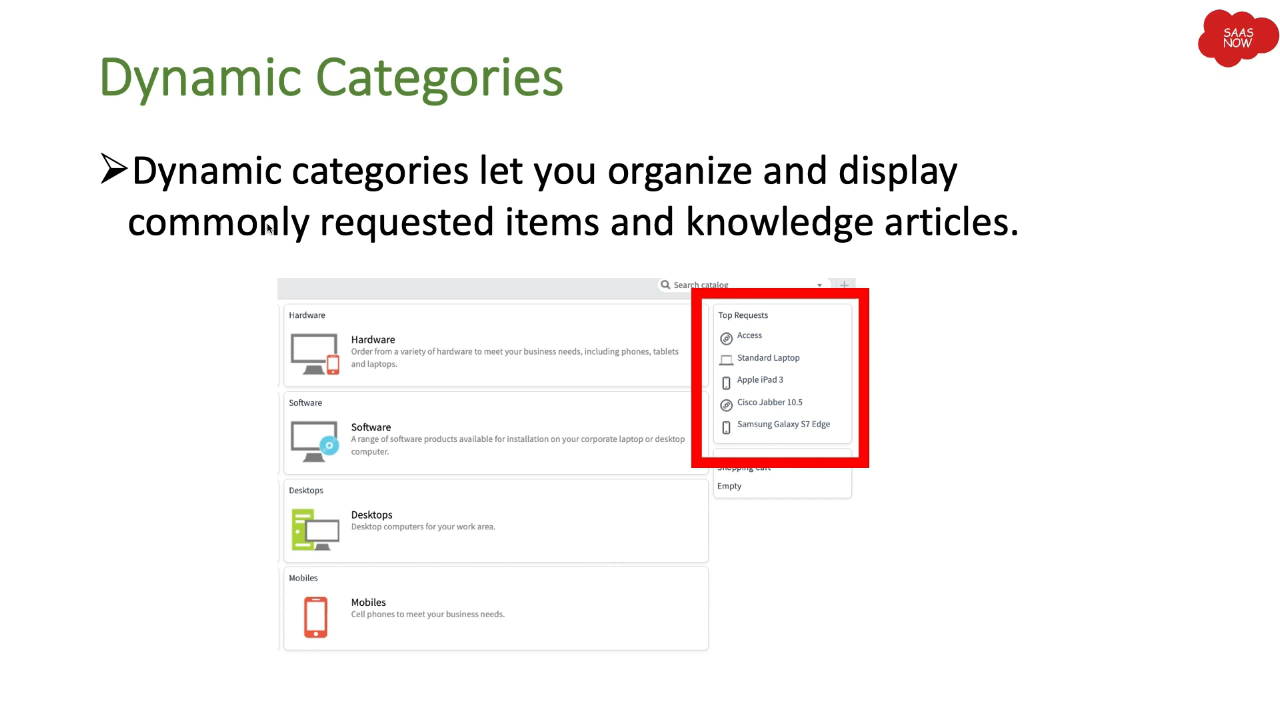 SAAS
NOW
Dynamic Categories
➢Dynamic categories let you organize and display
commonly requested items and knowledge articles.
Search catalog
Hardware
Hardware
Order from a variety of hardware to meet your business needs, including phones, tablets
and laptops.
Software
Software
A range of software products available for installation on your corporate laptop or desktop
computer.
Desktops
Desktops
Desktop computers for your work area.
Mobiles
Mobiles
Cell phones to meet your business needs.
Top Requests
Access
Standard Laptop
Apple iPad 3
Cisco Jabber 10.5
Samsung Galaxy S7 Edge
Shopping Cart
Empty